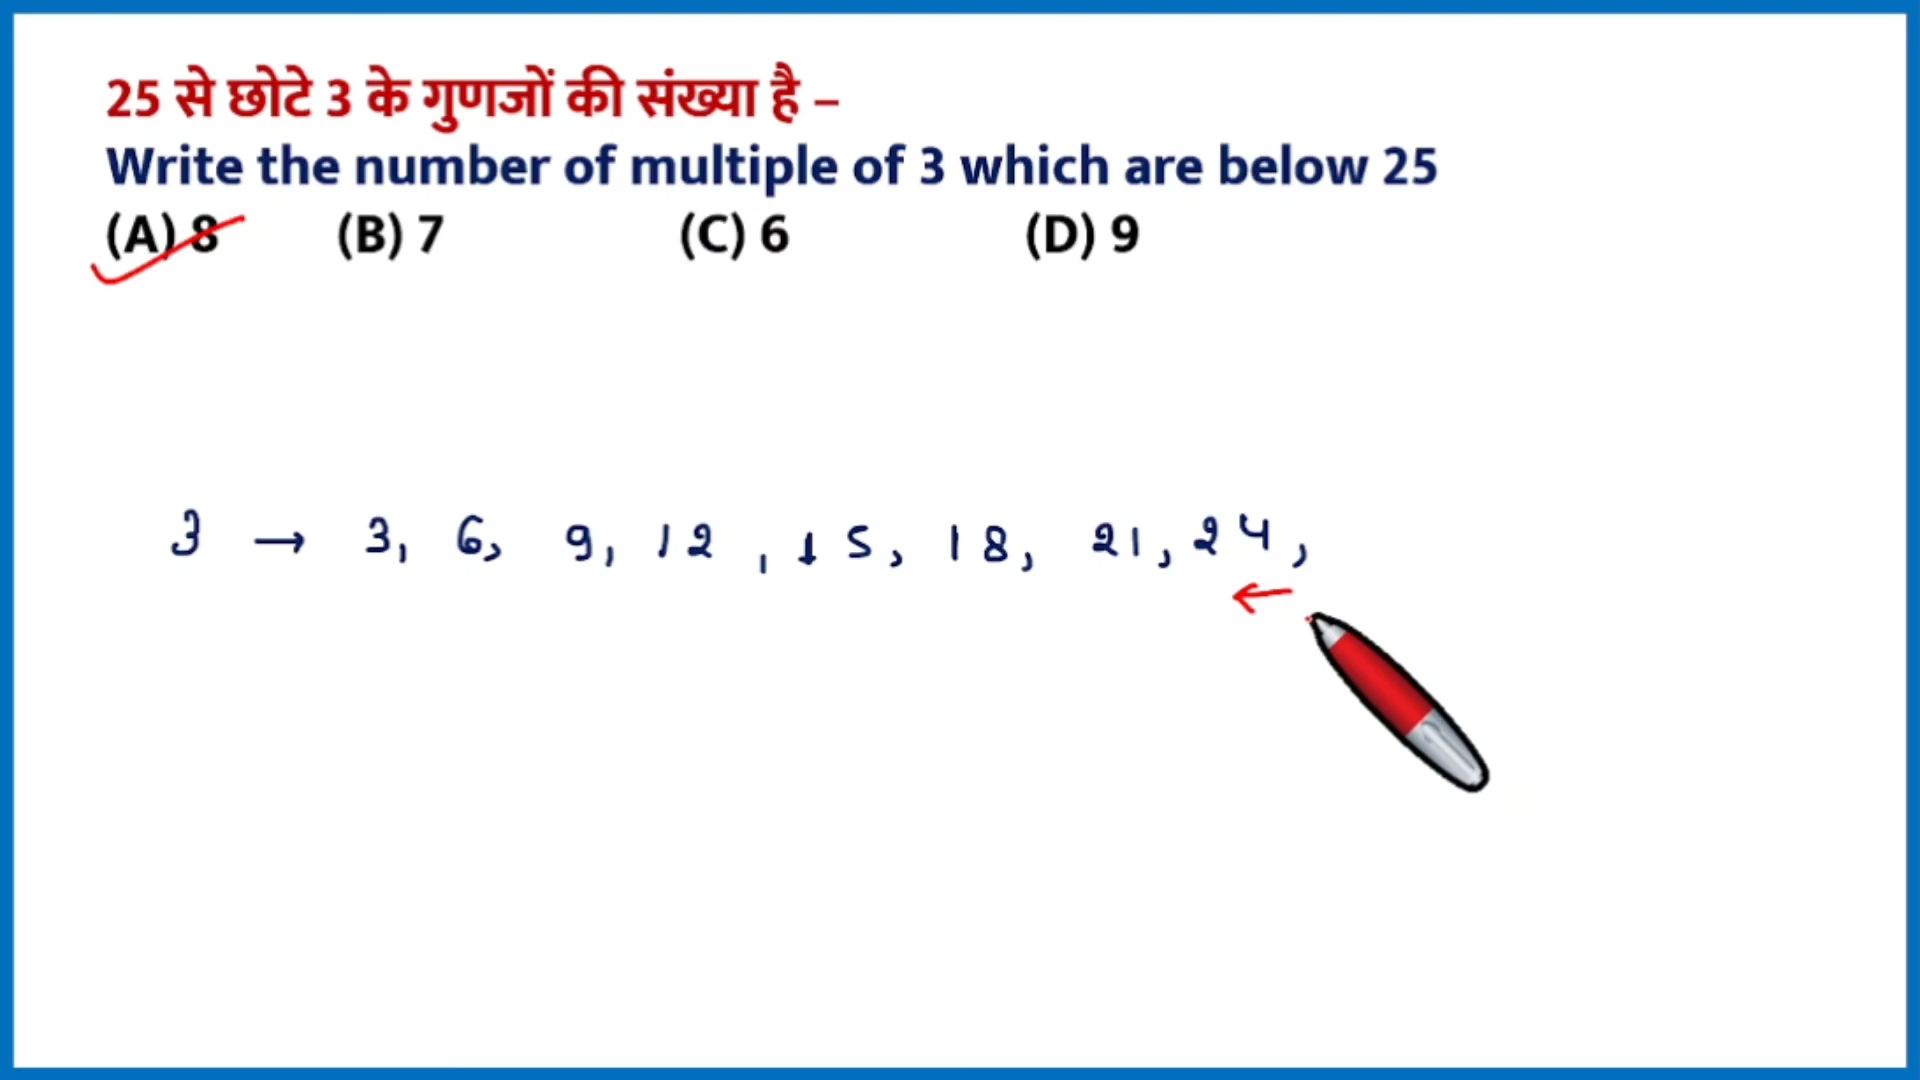 25 से छोटे 3 के गुणजों की संख्या है –
Write the number of multiple of 3 which are below 25
(A) 8 (B) 7 (C) 6 (D) 9
3 → 3, 6, 9, 12, 15, 18, 21, 24,